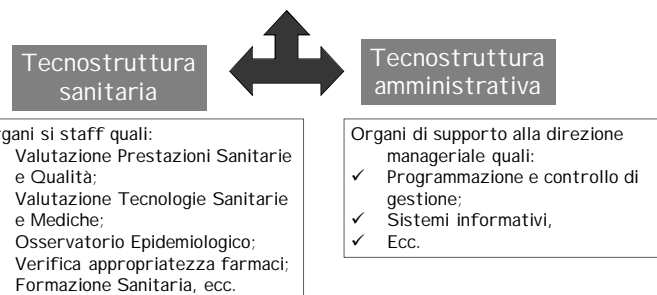 Tecnostruttura
sanitaria
Tecnostruttura
amministrativa
rgani si staff quali:
Valutazione Prestazioni Sanitarie
e Qualità;
Valutazione Tecnologie Sanitarie
e Mediche;
Osservatorio Epidemiologico;
Verifica appropriatezza farmaci;
Formazione Sanitaria, ecc.
Organi di supporto alla direzione
manageriale quali:
✓ Programmazione e controllo di
gestione;
✓ Sistemi informativi,
✓ Ecc.